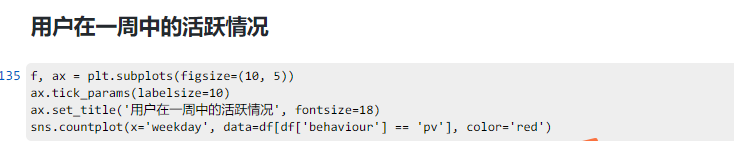 用户在一周中的活跃情况
135
f, ax = plt.subplots(figsize=(10, 5))
ax.tick_params(labelsize=10)
ax.set_title('用户在一周中的活跃情况', fontsize=18)
sns.countplot(x='weekday', data=df[df['behaviour'] == 'pv'], color='red')